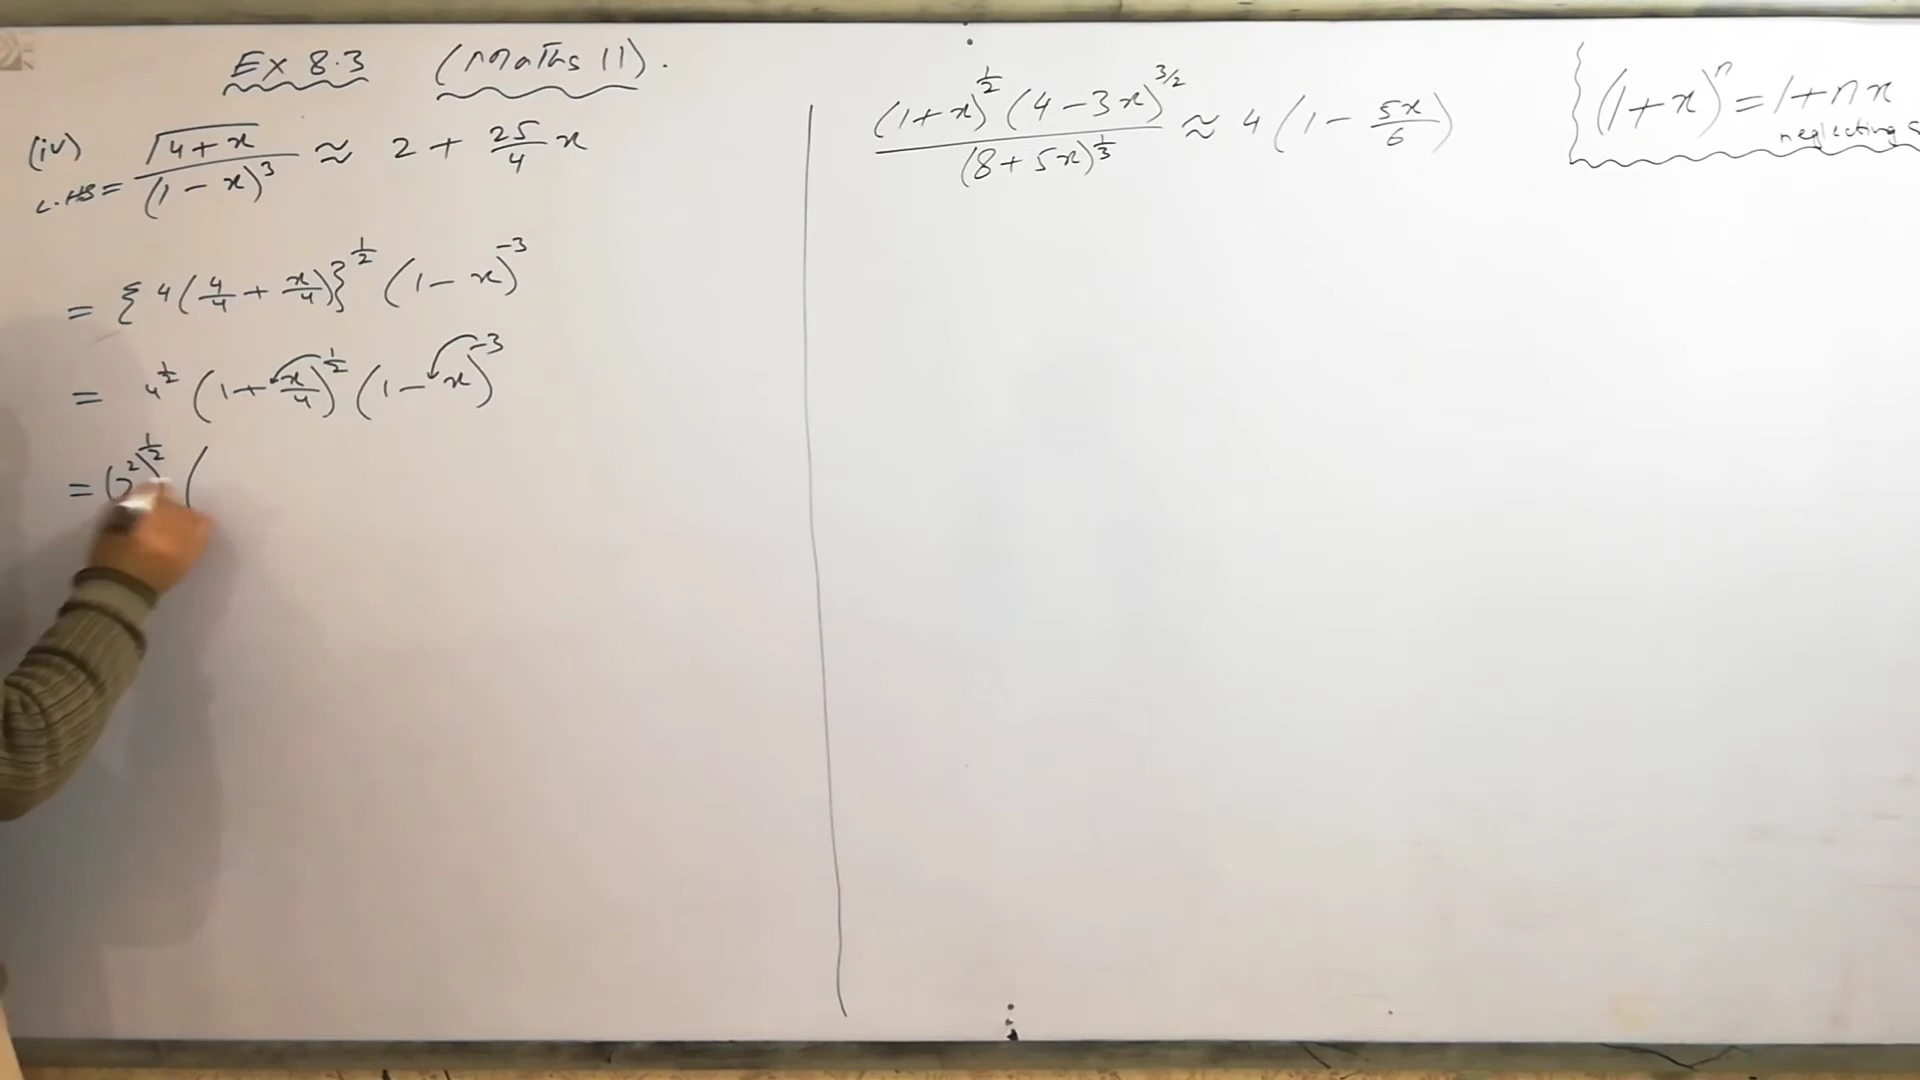 Ex 8.3 (Maths 11).
(iv) √4+x / (1-x)^3 ≈ 2 + 25/4 x
L.HS =
= {4(4/4 + x/4)}^1/2 (1-x)^-3
= 4^1/2 (1 + x/4)^1/2 (1-x)^-3
= (2^2)^1/2 (
(1+x)^1/2 (4-3x)^3/2 / (8+5x)^1/3 ≈ 4 (1 - 5x/6)
(1+x)^n = 1+nx
neglecting